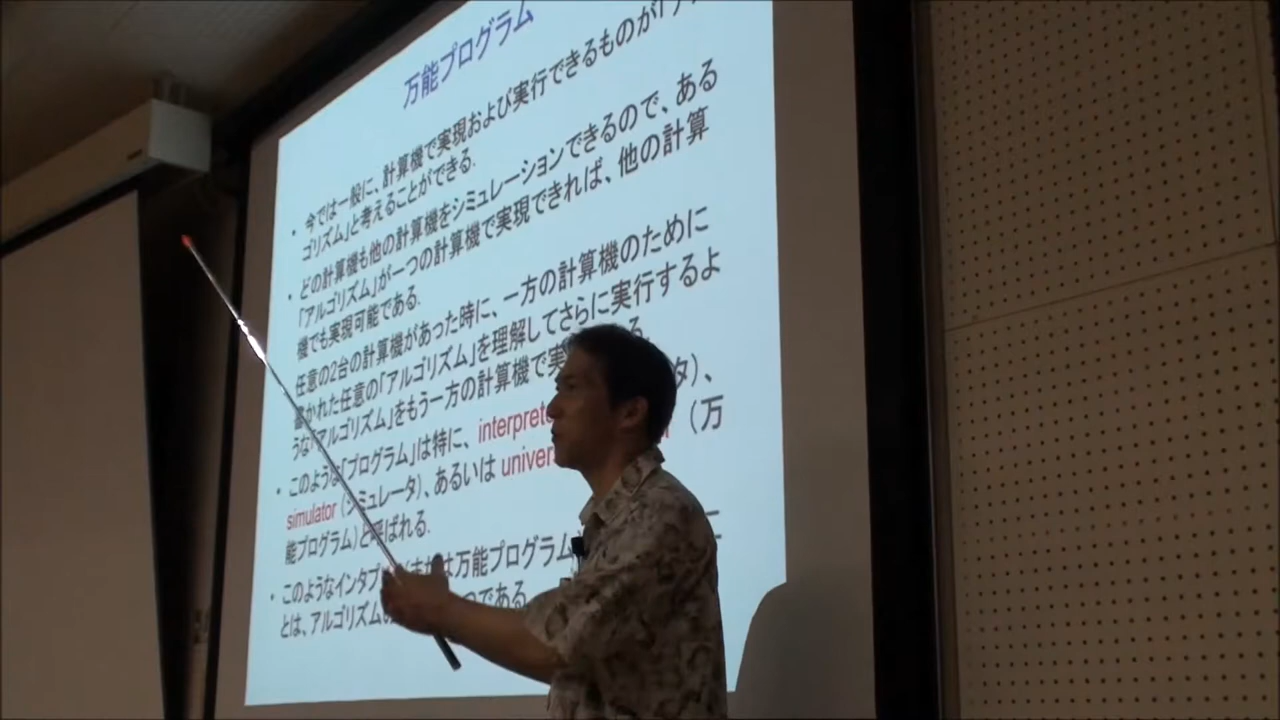 万能プログラム
• 今では一般に、計算機で実現および実行できるものが「アル
ゴリズム」と考えることができる.
• どの計算機も他の計算機をシミュレーションできるので、ある
「アルゴリズム」が一つの計算機で実現できれば、他の計算
機でも実現可能である.
任意の2台の計算機があった時に、一方の計算機のために
書かれた任意の「アルゴリズム」を理解してさらに実行するよ
うな「アルゴリズム」をもう一方の計算機で実 る.
• このような「プログラム」は特に、 interprete タ)、
simulator (シミュレータ)、あるいは univer (万
能プログラム)と呼ばれる.
• このようなインタプ は万能プログラム
とは、アルゴリズムの つである.